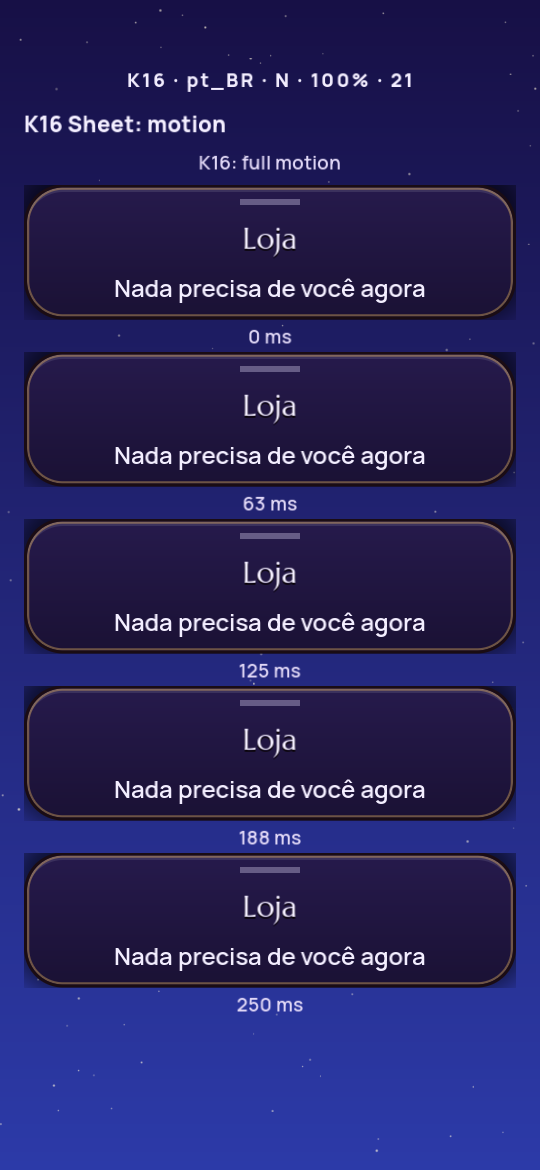 K16 · pt_BR · N · 100% · 21
K16 Sheet: motion
K16: full motion
Loja
Nada precisa de você agora
0 ms
Loja
Nada precisa de você agora
63 ms
Loja
Nada precisa de você agora
125 ms
Loja
Nada precisa de você agora
188 ms
Loja
Nada precisa de você agora
250 ms